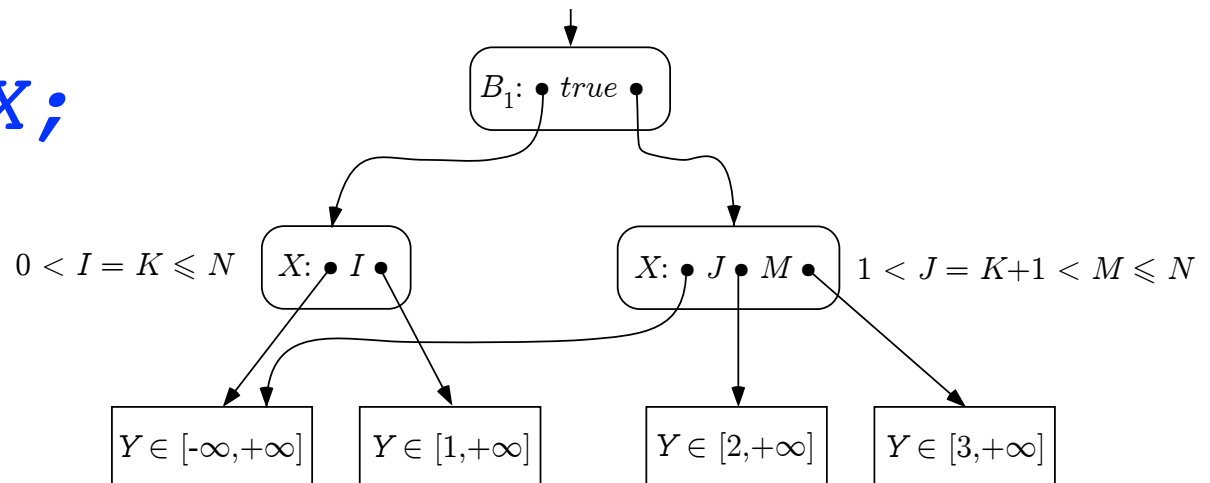 B₁: • true •
x;
0 < I = K ⩽ N
X: • I •
X: • J • M •
1 < J = K+1 < M ⩽ N
Y ∈ [-∞,+∞]
Y ∈ [1,+∞]
Y ∈ [2,+∞]
Y ∈ [3,+∞]